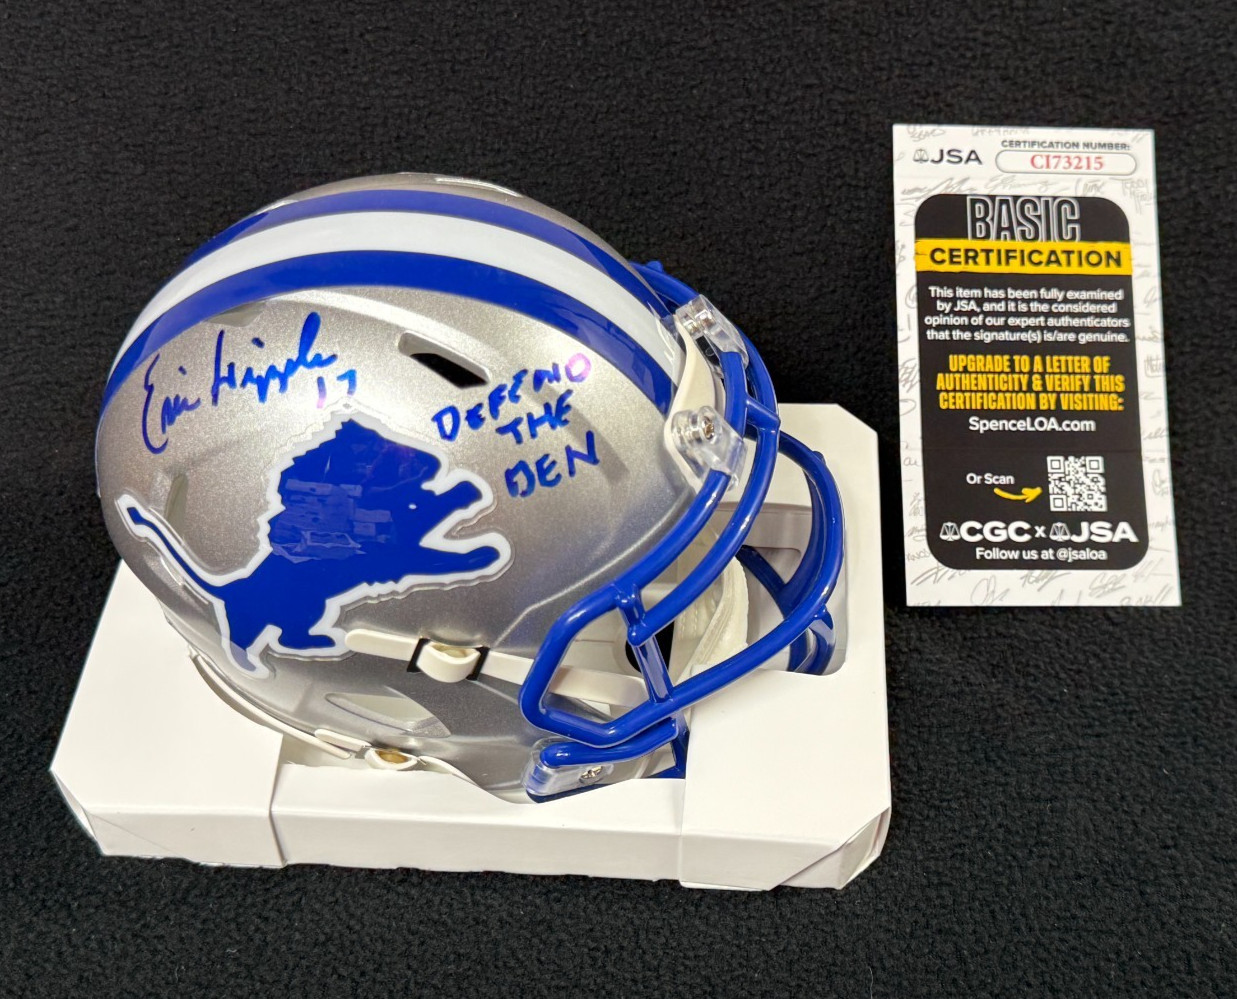 Eric Hipple
17
DEFEND
THE
DEN
JSA
CERTIFICATION NUMBER:
CI73215
BASIC
CERTIFICATION
This item has been fully examined
by JSA, and it is the considered
opinion of our expert authenticators
that the signature(s) is/are genuine.
UPGRADE TO A LETTER OF
AUTHENTICITY & VERIFY THIS
CERTIFICATION BY VISITING:
SpenceLOA.com
Or Scan
CGC x JSA
Follow us at @jsaloa